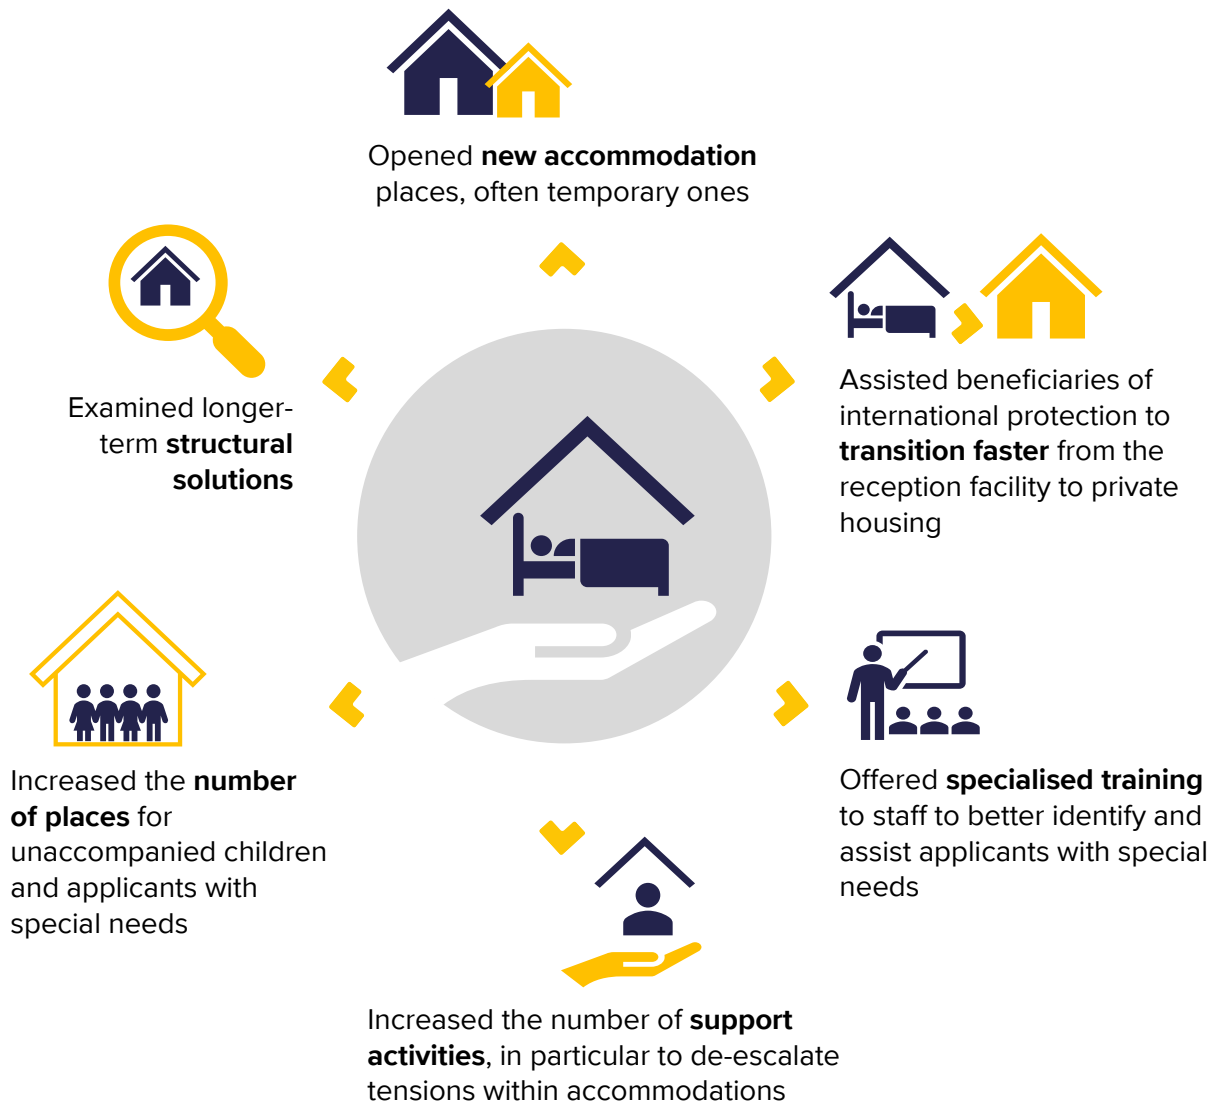 Opened new accommodation
places, often temporary ones
Assisted beneficiaries of
international protection to
transition faster from the
reception facility to private
housing
Offered specialised training
to staff to better identify and
assist applicants with special
needs
Increased the number of support
activities, in particular to de-escalate
tensions within accommodations
Increased the number
of places for
unaccompanied children
and applicants with
special needs
Examined longer-
term structural
solutions